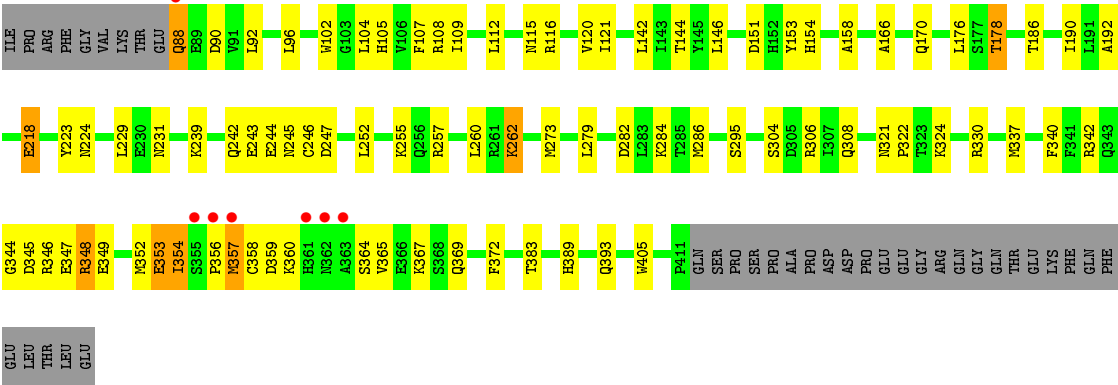 ILE PRO ARG PHE GLY VAL LYS THR GLU Q88 E89 D90 V91 L92 L96 W102 G103 L104 H105 V106 F107 R108 I109 L112 N115 R116 V120 I121 L142 I143 T144 Y145 L146 D151 H152 Y153 H154 A158 A166 Q170 L176 S177 T178 T186 I190 L191 A192
E218 Y223 N224 L229 E230 N231 K239 Q242 E243 E244 N245 C246 D247 L252 K255 Q256 R257 L260 R261 K262 M273 L279 D282 L283 K284 T285 M286 S295 S304 D305 R306 I307 Q308 N321 P322 T323 K324 R330 M337 F340 F341 R342 Q343
G344 D345 R346 E347 R348 E349 M352 E353 I354 S355 P356 M357 C358 D359 K360 H361 N362 A363 S364 V365 E366 K367 S368 Q369 F372 T383 H389 Q393 W405 P411 GLN SER PRO SER PRO ALA PRO ASP ASP PRO GLU GLU GLY ARG GLN GLY GLN THR GLU LYS PHE GLN PHE
GLU LEU THR LEU GLU